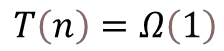 T(n) = Ω(1)